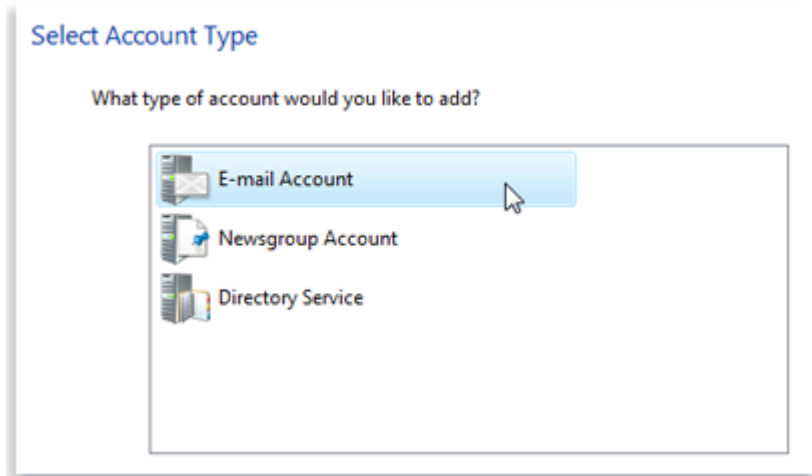 Select Account Type
What type of account would you like to add?
E-mail Account
Newsgroup Account
Directory Service